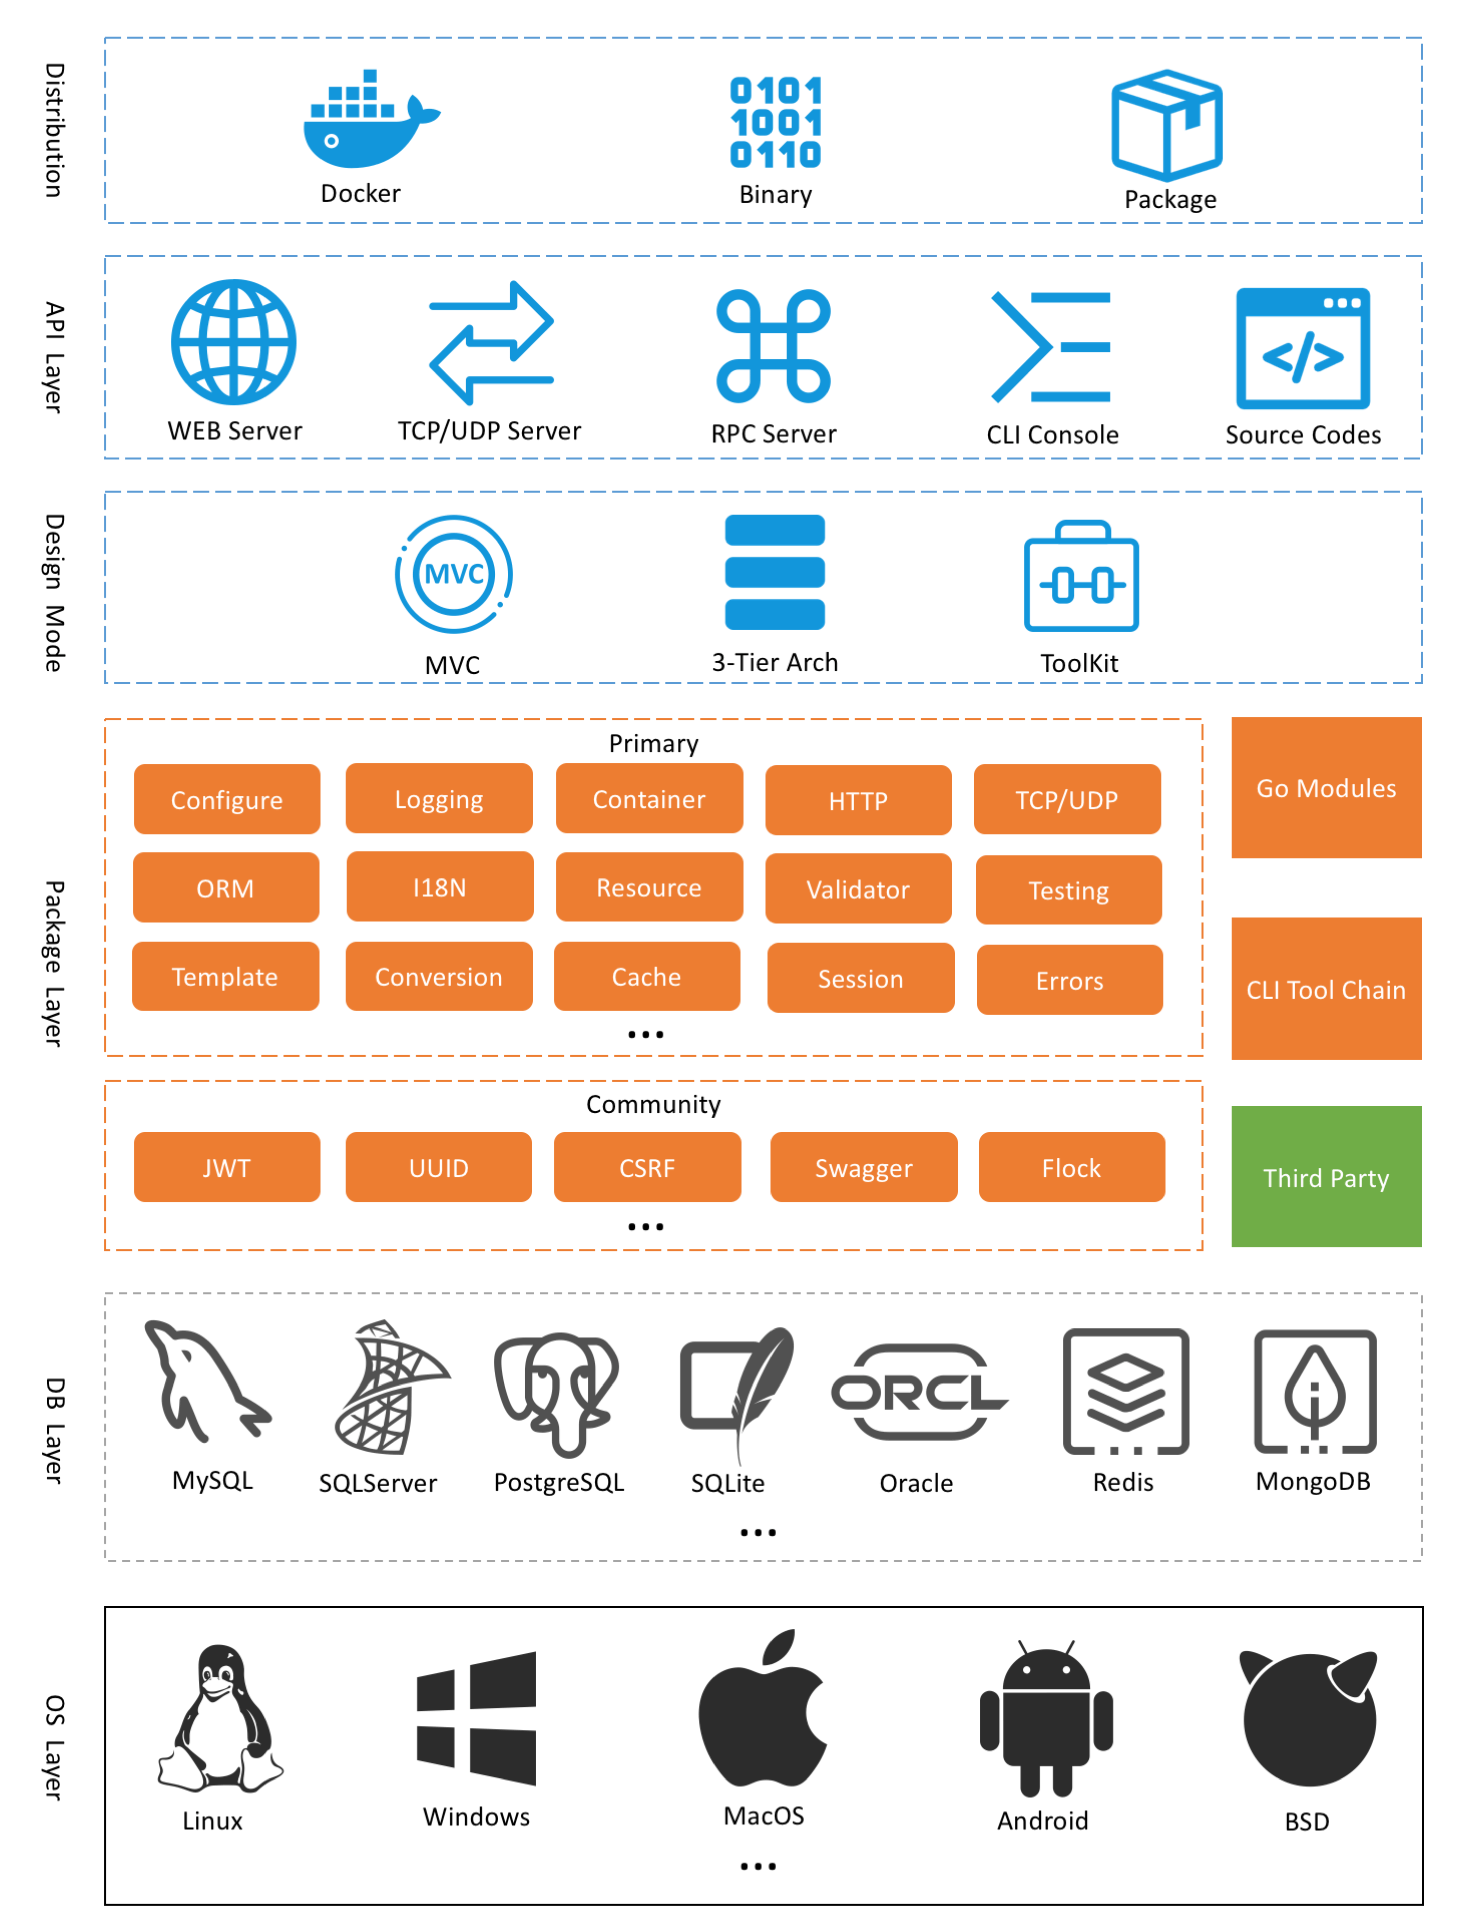 Distribution
0101
1001
0110
Docker
Binary
Package
API Layer
WEB Server
TCP/UDP Server
RPC Server
CLI Console
</>
Source Codes
Design Mode
MVC
MVC
3-Tier Arch
ToolKit
Package Layer
Primary
Configure
Logging
Container
HTTP
TCP/UDP
ORM
I18N
Resource
Validator
Testing
Template
Conversion
Cache
Session
Errors
...
Go Modules
CLI Tool Chain
Community
JWT
UUID
CSRF
Swagger
Flock
...
Third Party
DB Layer
ORCL
MySQL
SQLServer
PostgreSQL
SQLite
Oracle
Redis
MongoDB
...
OS Layer
Linux
Windows
MacOS
Android
BSD
...